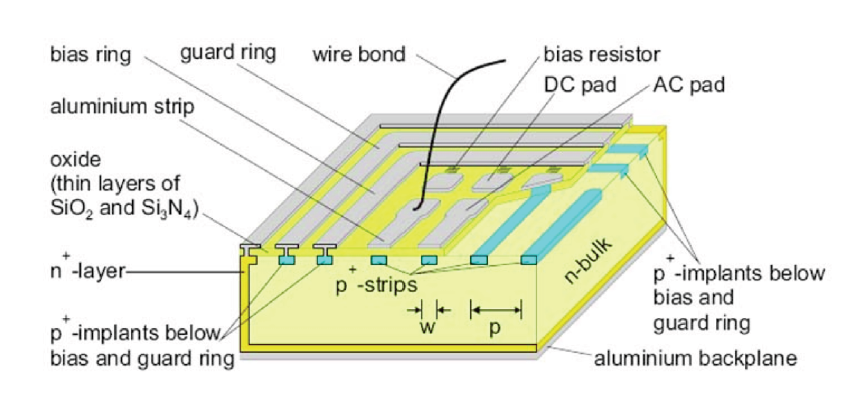 bias ring
guard ring
wire bond
bias resistor
DC pad
AC pad
aluminium strip
oxide
(thin layers of
SiO₂ and Si₃N₄)
n⁺-layer
p⁺-strips
n-bulk
p⁺-implants below
bias and
guard ring
w
p
p⁺-implants below
bias and guard ring
aluminium backplane